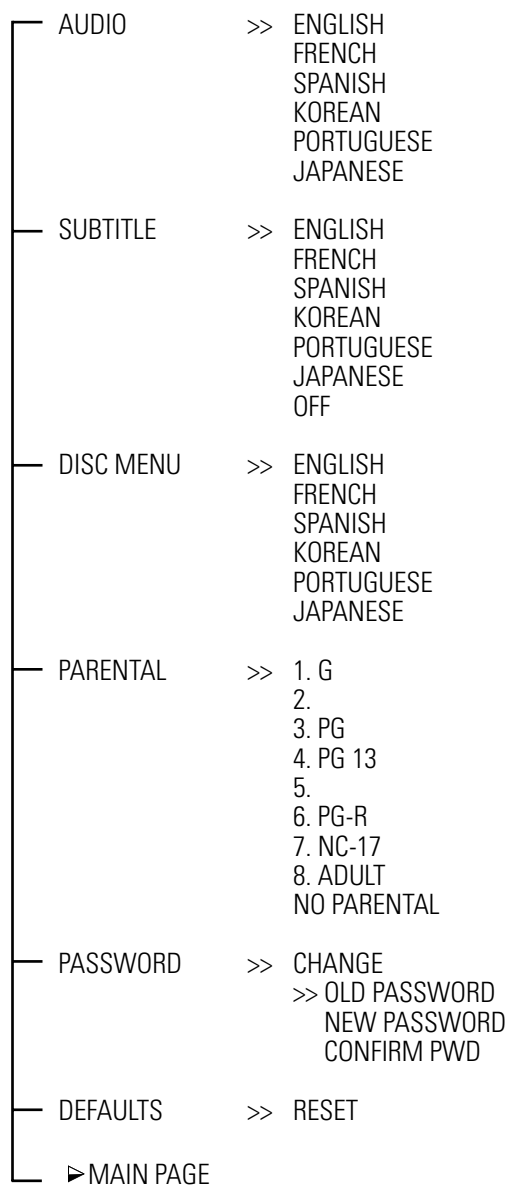 AUDIO >> ENGLISH
FRENCH
SPANISH
KOREAN
PORTUGUESE
JAPANESE
SUBTITLE >> ENGLISH
FRENCH
SPANISH
KOREAN
PORTUGUESE
JAPANESE
OFF
DISC MENU >> ENGLISH
FRENCH
SPANISH
KOREAN
PORTUGUESE
JAPANESE
PARENTAL >> 1. G
2.
3. PG
4. PG 13
5.
6. PG-R
7. NC-17
8. ADULT
NO PARENTAL
PASSWORD >> CHANGE
>> OLD PASSWORD
NEW PASSWORD
CONFIRM PWD
DEFAULTS >> RESET
MAIN PAGE